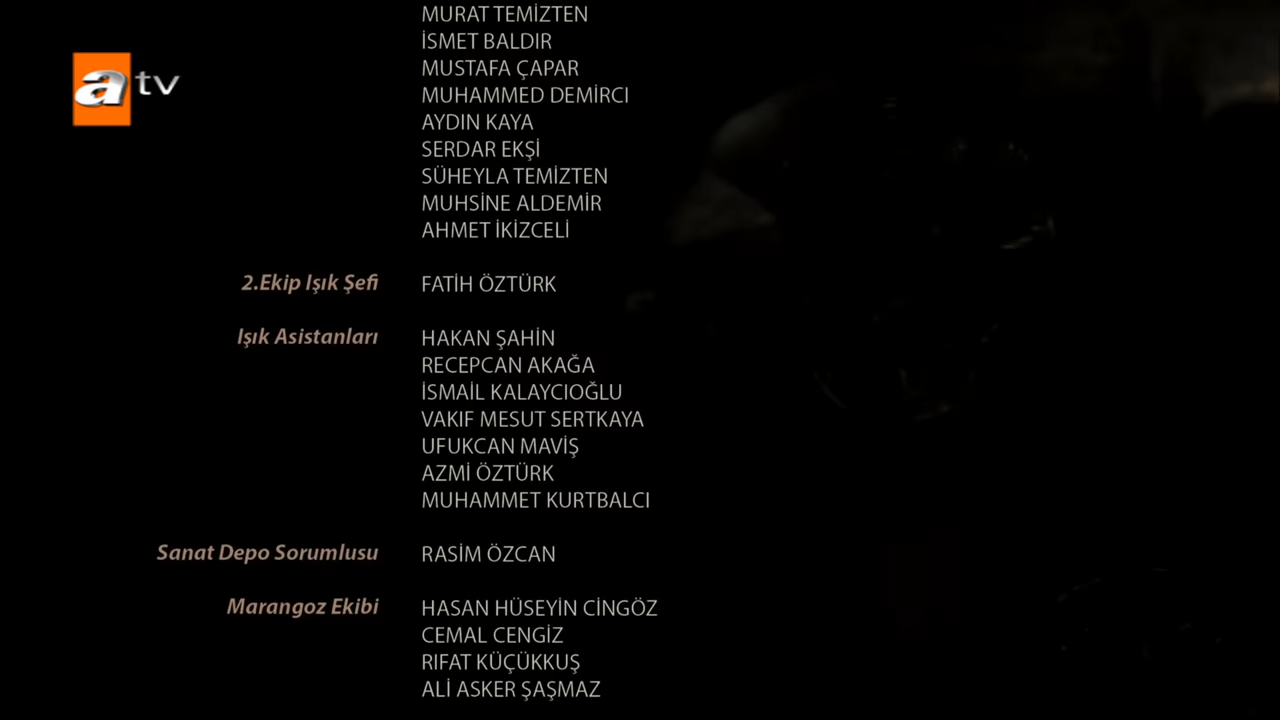 atv
MURAT TEMİZTEN
İSMET BALDIR
MUSTAFA ÇAPAR
MUHAMMED DEMİRCI
AYDIN KAYA
SERDAR EKŞİ
SÜHEYLA TEMİZTEN
MUHSİNE ALDEMİR
AHMET İKİZCELİ
2.Ekip Işık Şefi FATİH ÖZTÜRK
Işık Asistanları HAKAN ŞAHİN
RECEPCAN AKAĞA
İSMAİL KALAYCIOĞLU
VAKIF MESUT SERTKAYA
UFUKCAN MAVİŞ
AZMİ ÖZTÜRK
MUHAMMET KURTBALCI
Sanat Depo Sorumlusu RASİM ÖZCAN
Marangoz Ekibi HASAN HÜSEYİN CİNGÖZ
CEMAL CENGİZ
RIFAT KÜÇÜKKUŞ
ALİ ASKER ŞAŞMAZ